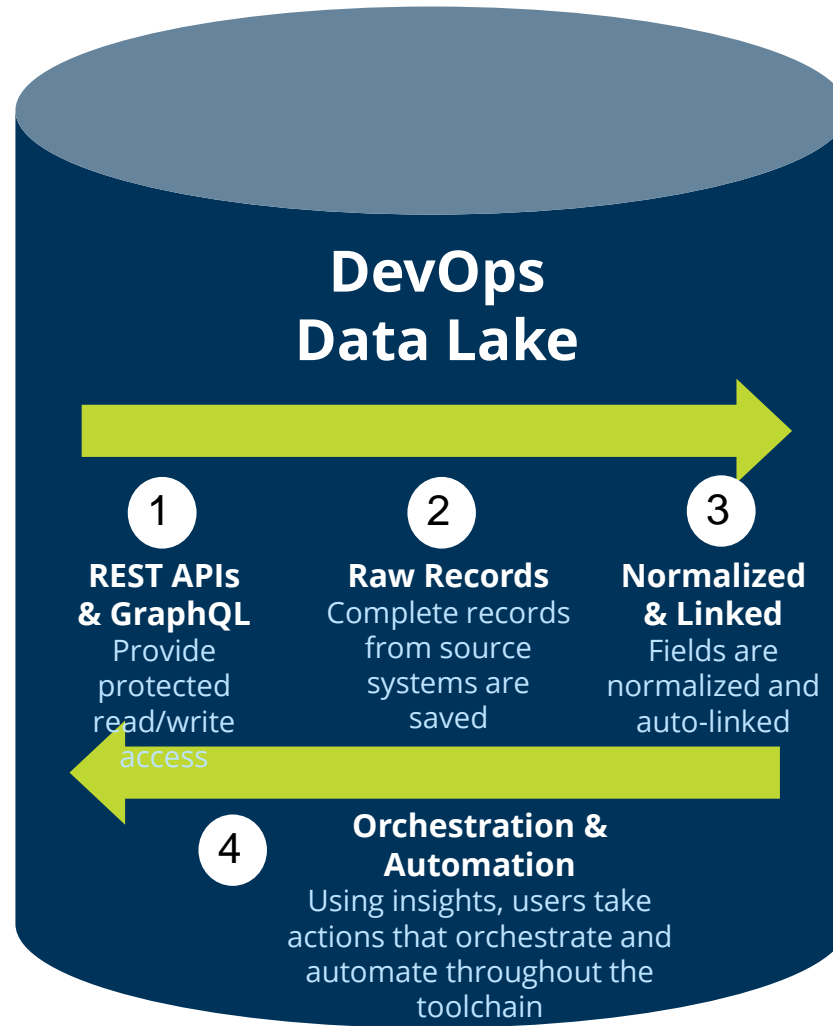 DevOps
Data Lake
1
REST APIs
& GraphQL
Provide
protected
read/write
access
2
Raw Records
Complete records
from source
systems are
saved
3
Normalized
& Linked
Fields are
normalized and
auto-linked
4
Orchestration &
Automation
Using insights, users take
actions that orchestrate and
automate throughout the
toolchain